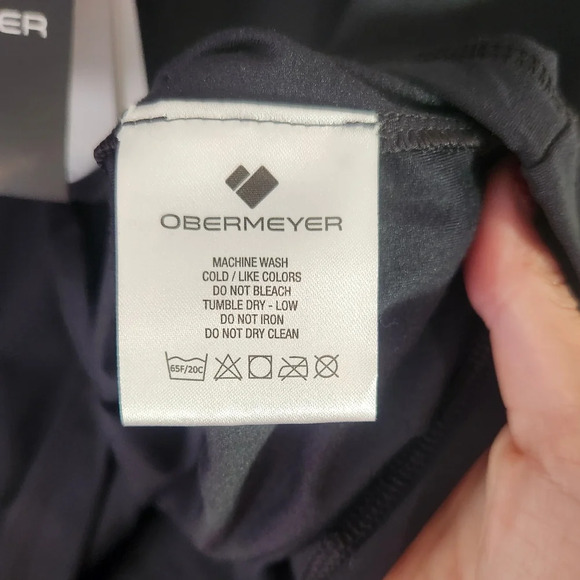 ER
OBERMEYER
MACHINE WASH
COLD / LIKE COLORS
DO NOT BLEACH
TUMBLE DRY - LOW
DO NOT IRON
DO NOT DRY CLEAN
65F/20C